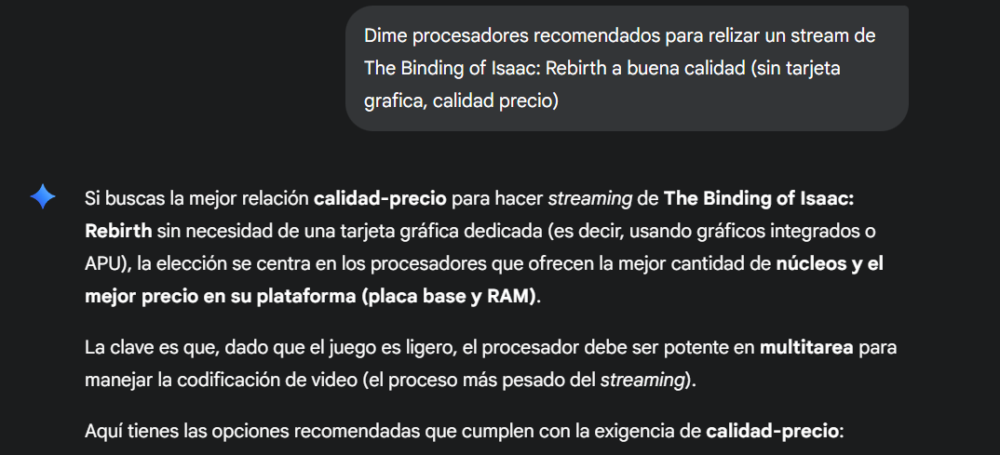 Dime procesadores recomendados para relizar un stream de
The Binding of Isaac: Rebirth a buena calidad (sin tarjeta
grafica, calidad precio)
Si buscas la mejor relación calidad-precio para hacer streaming de The Binding of Isaac:
Rebirth sin necesidad de una tarjeta gráfica dedicada (es decir, usando gráficos integrados o
APU), la elección se centra en los procesadores que ofrecen la mejor cantidad de núcleos y el
mejor precio en su plataforma (placa base y RAM).
La clave es que, dado que el juego es ligero, el procesador debe ser potente en multitarea para
manejar la codificación de video (el proceso más pesado del streaming).
Aquí tienes las opciones recomendadas que cumplen con la exigencia de calidad-precio: